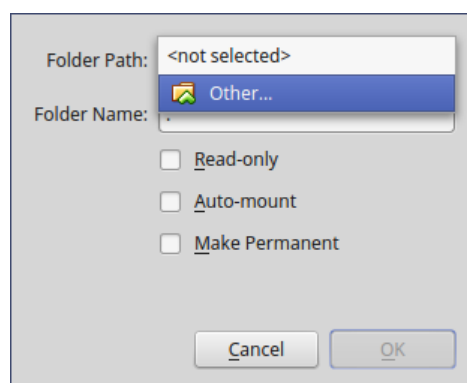 Folder Path: <not selected>
Other...
Folder Name: .
Read-only
Auto-mount
Make Permanent
Cancel OK